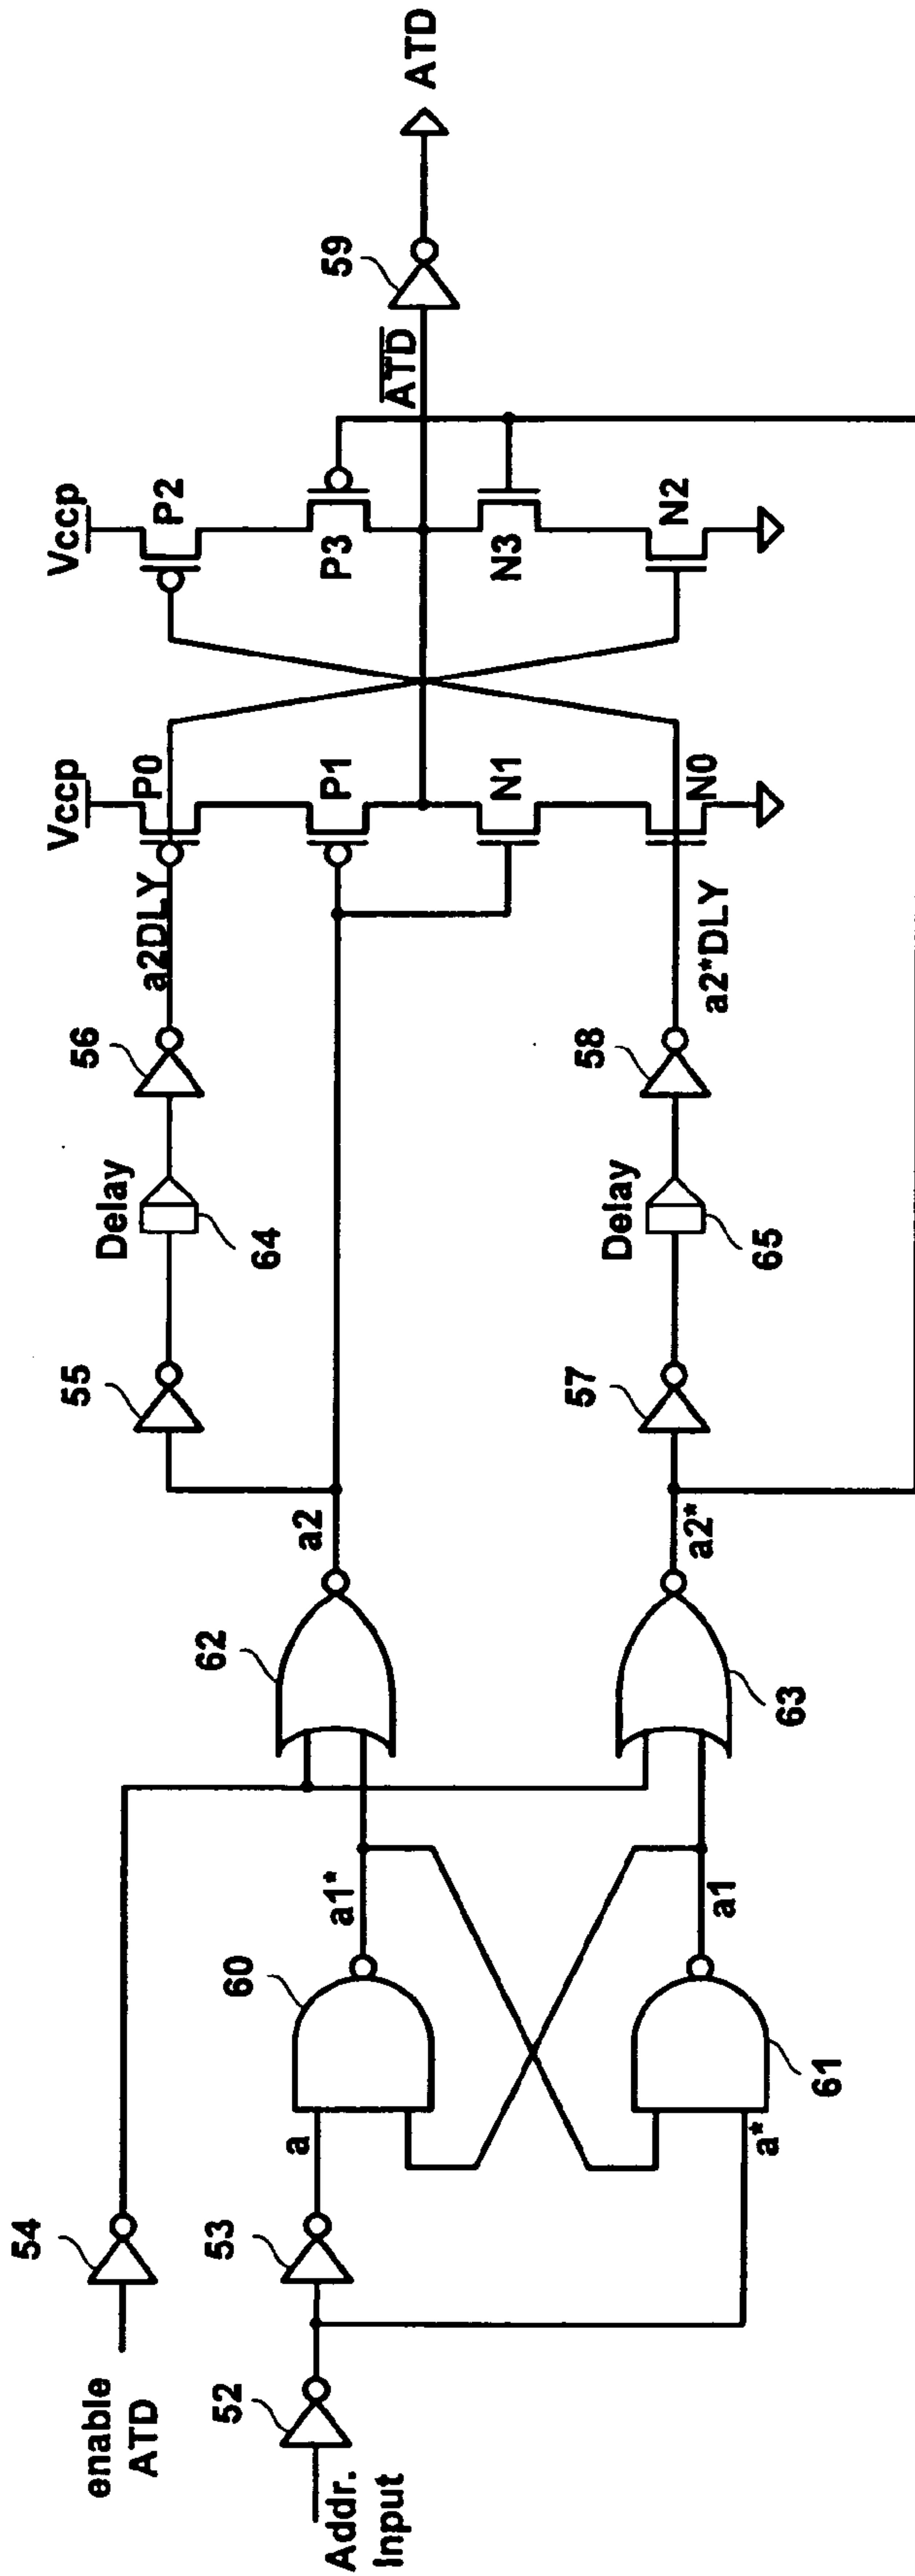 enable
ATD
54
Addr.
Input
52
53
a
a*
60
61
a1*
a1
62
63
a2
a2*
55
Delay
64
56
a2DLY
57
Delay
65
58
a2*DLY
Vccp
P0
P1
N1
N0
Vccp
P2
P3
N3
N2
ATD
59
ATD